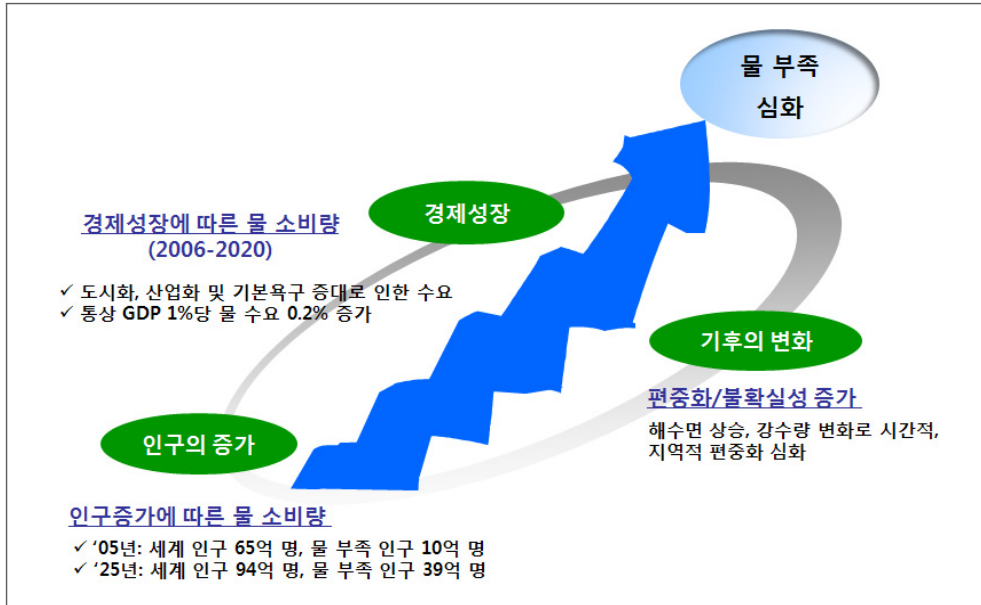 물 부족
심화
경제성장
경제성장에 따른 물 소비량
(2006-2020)
✓ 도시화, 산업화 및 기본욕구 증대로 인한 수요
✓ 통상 GDP 1%당 물 수요 0.2% 증가
기후의 변화
편중화/불확실성 증가
해수면 상승, 강수량 변화로 시간적,
지역적 편중화 심화
인구의 증가
인구증가에 따른 물 소비량
✓ ‘05년: 세계 인구 65억 명, 물 부족 인구 10억 명
✓ ‘25년: 세계 인구 94억 명, 물 부족 인구 39억 명